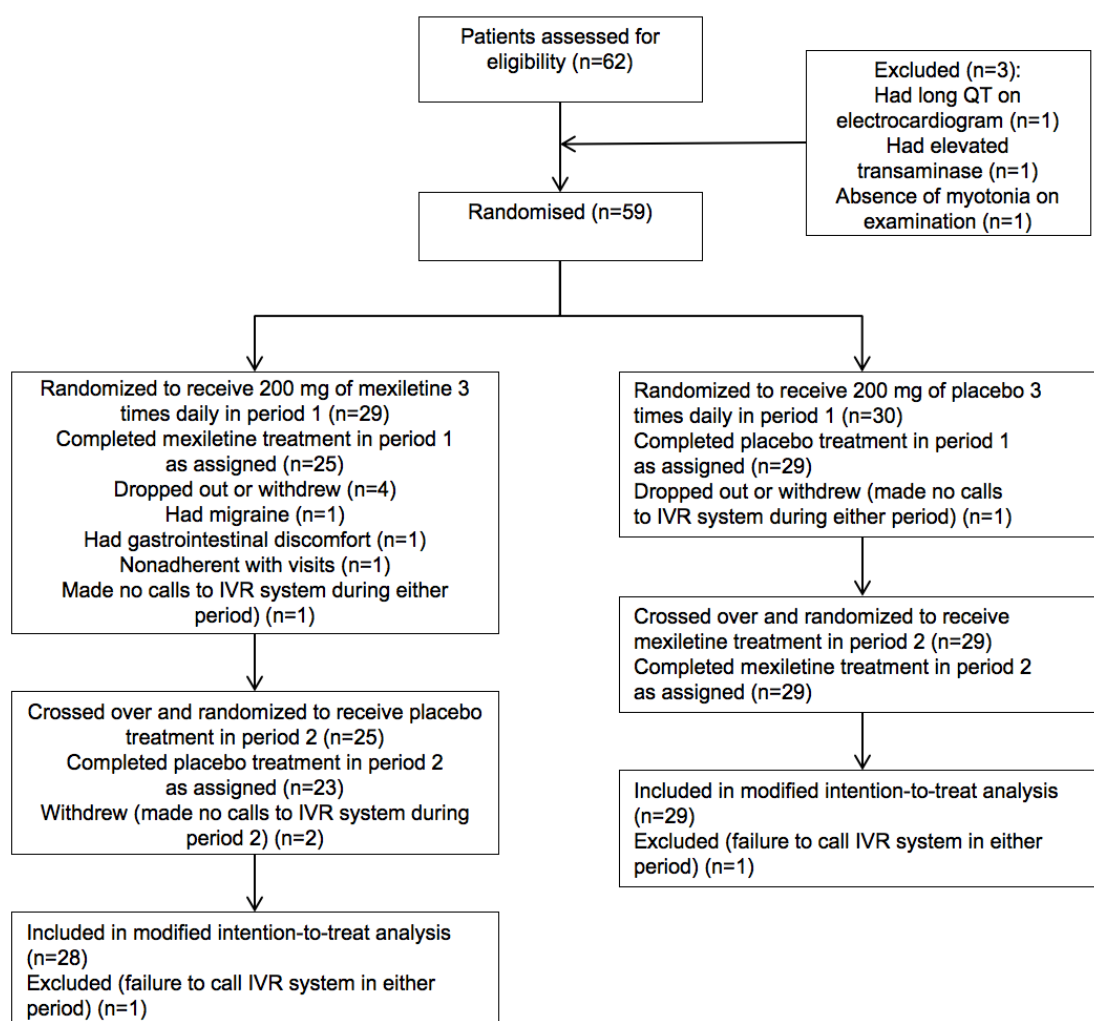 Patients assessed for
eligibility (n=62)
Excluded (n=3):
Had long QT on
electrocardiogram (n=1)
Had elevated
transaminase (n=1)
Absence of myotonia on
examination (n=1)
Randomised (n=59)
Randomized to receive 200 mg of mexiletine 3
times daily in period 1 (n=29)
Completed mexiletine treatment in period 1
as assigned (n=25)
Dropped out or withdrew (n=4)
Had migraine (n=1)
Had gastrointestinal discomfort (n=1)
Nonadherent with visits (n=1)
Made no calls to IVR system during either
period) (n=1)
Randomized to receive 200 mg of placebo 3
times daily in period 1 (n=30)
Completed placebo treatment in period 1
as assigned (n=29)
Dropped out or withdrew (made no calls
to IVR system during either period) (n=1)
Crossed over and randomized to receive
mexiletine treatment in period 2 (n=29)
Completed mexiletine treatment in period 2
as assigned (n=29)
Crossed over and randomized to receive placebo
treatment in period 2 (n=25)
Completed placebo treatment in period 2
as assigned (n=23)
Withdrew (made no calls to IVR system during
period 2) (n=2)
Included in modified intention-to-treat analysis
(n=29)
Excluded (failure to call IVR system in either
period) (n=1)
Included in modified intention-to-treat analysis
(n=28)
Excluded (failure to call IVR system in either
period) (n=1)